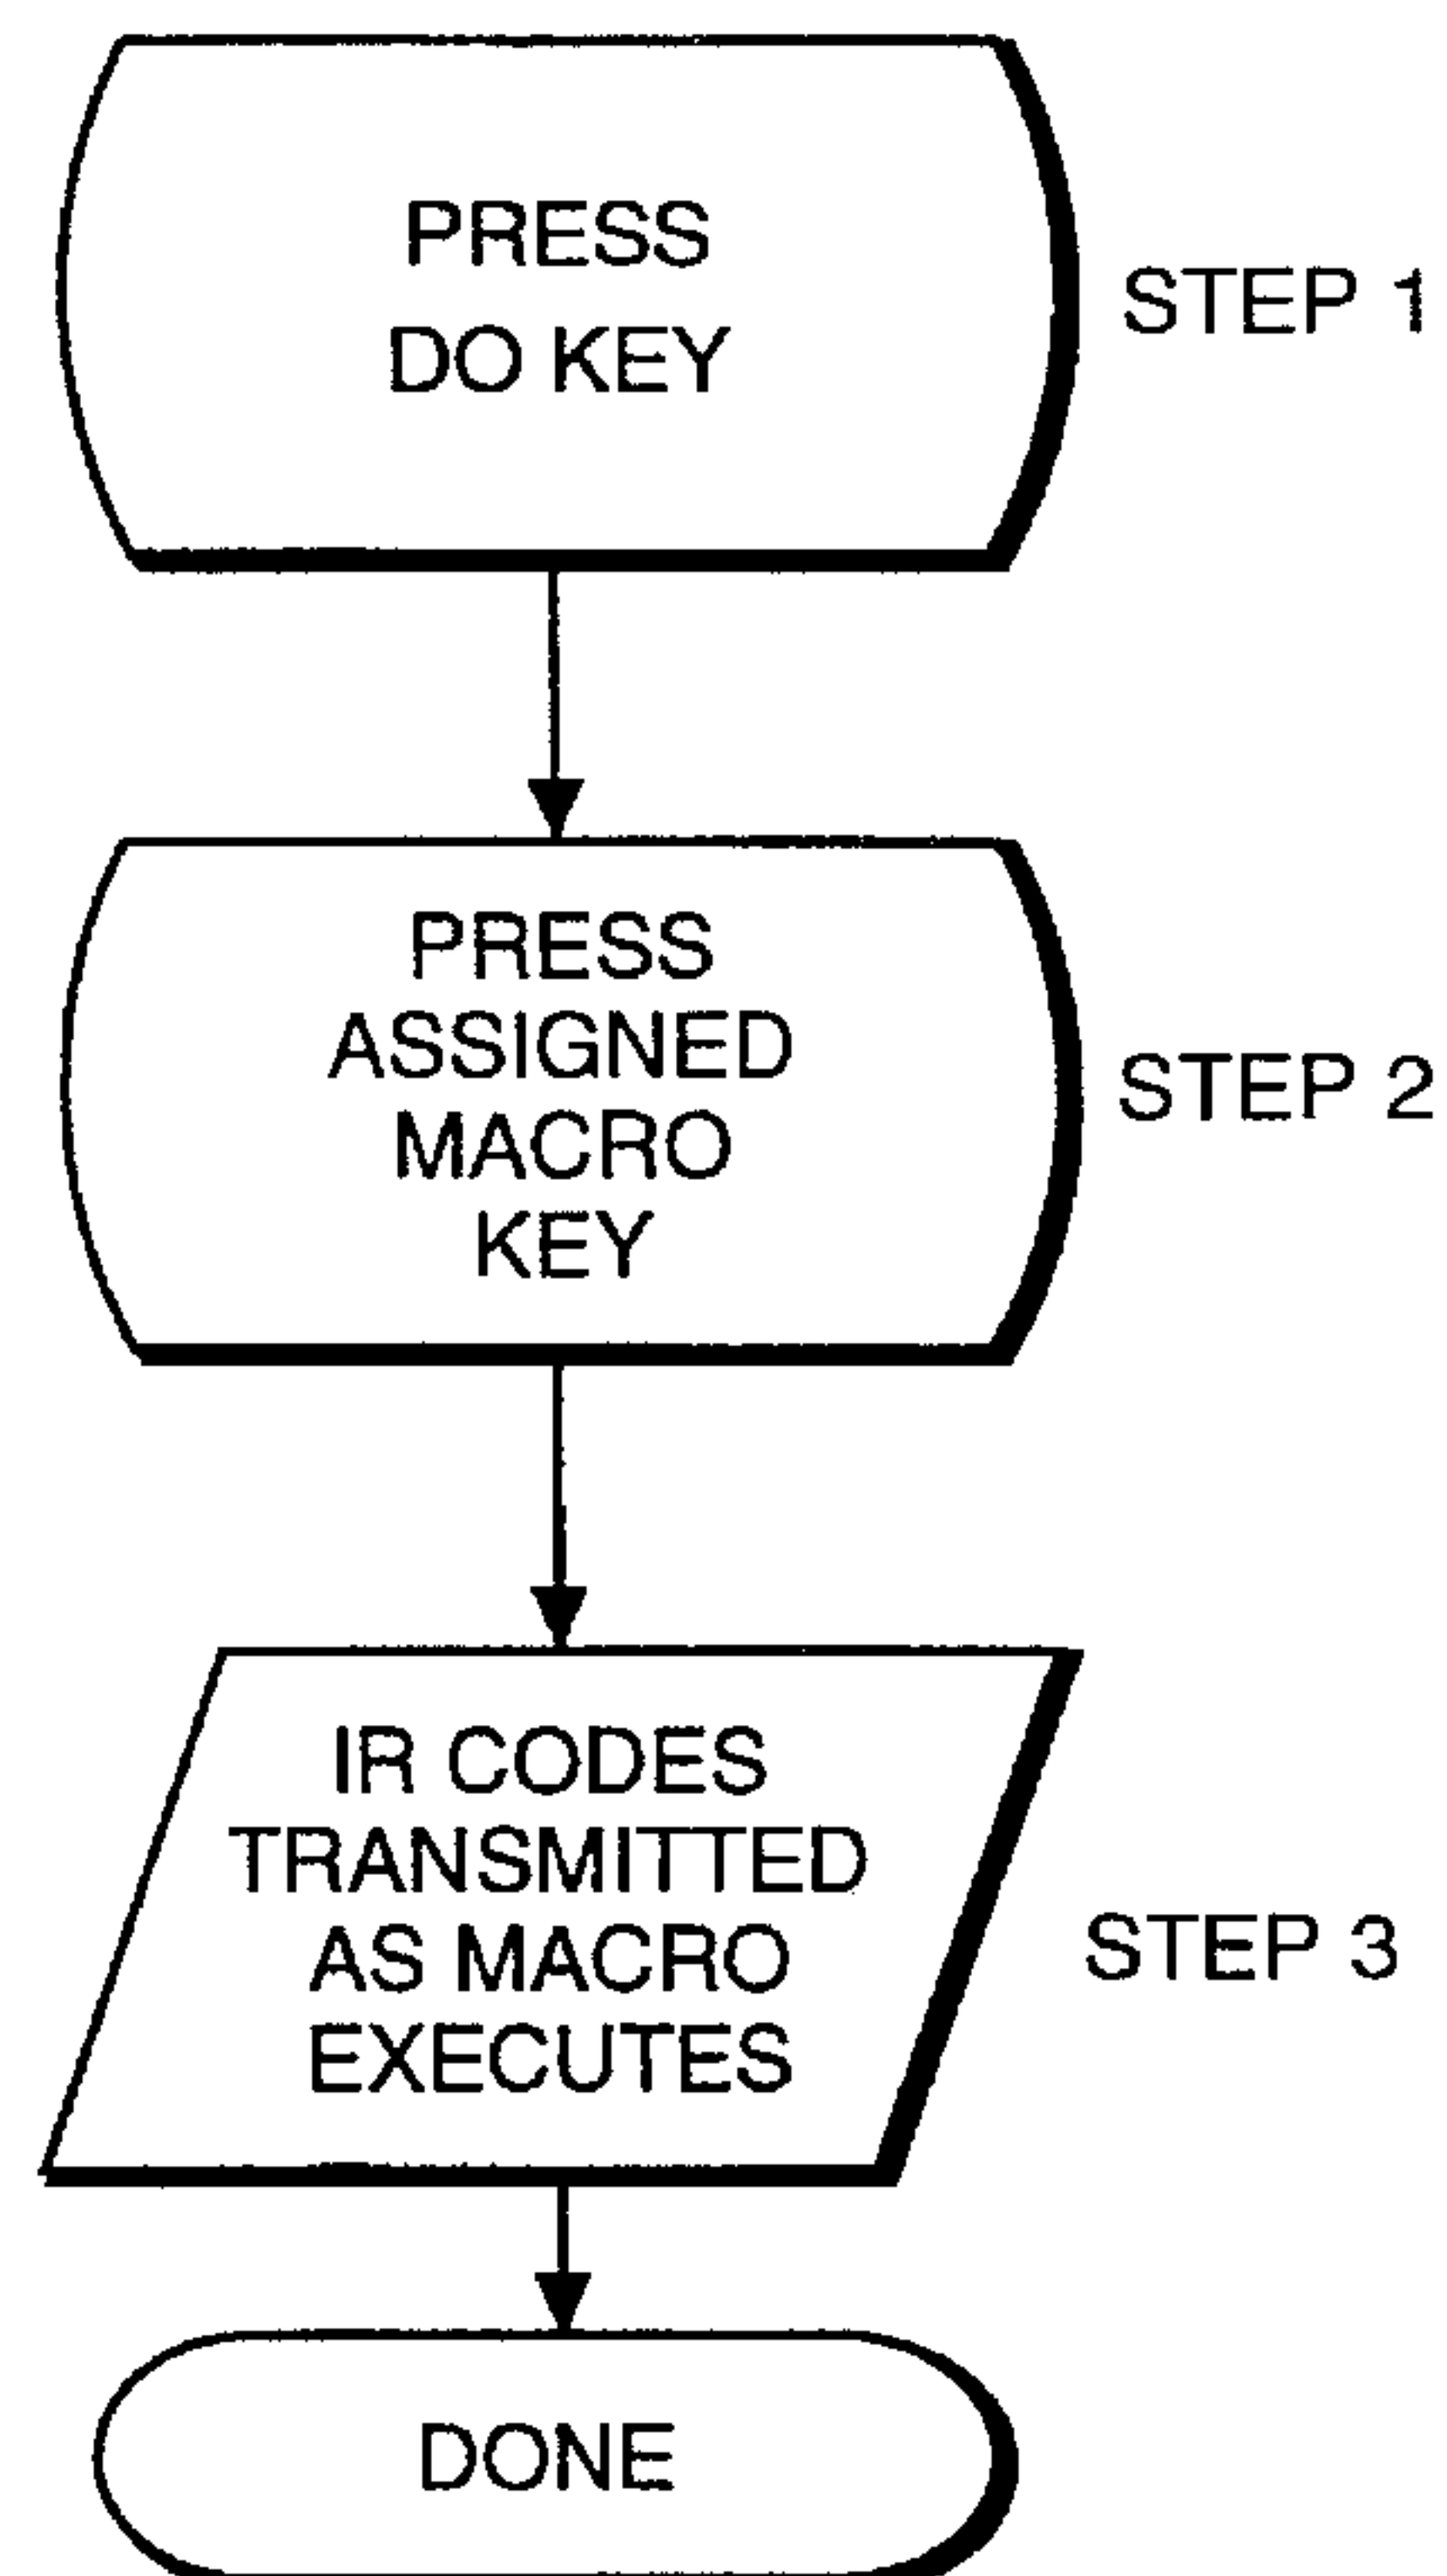 PRESS
DO KEY
STEP 1
PRESS
ASSIGNED
MACRO
KEY
STEP 2
IR CODES
TRANSMITTED
AS MACRO
EXECUTES
STEP 3
DONE